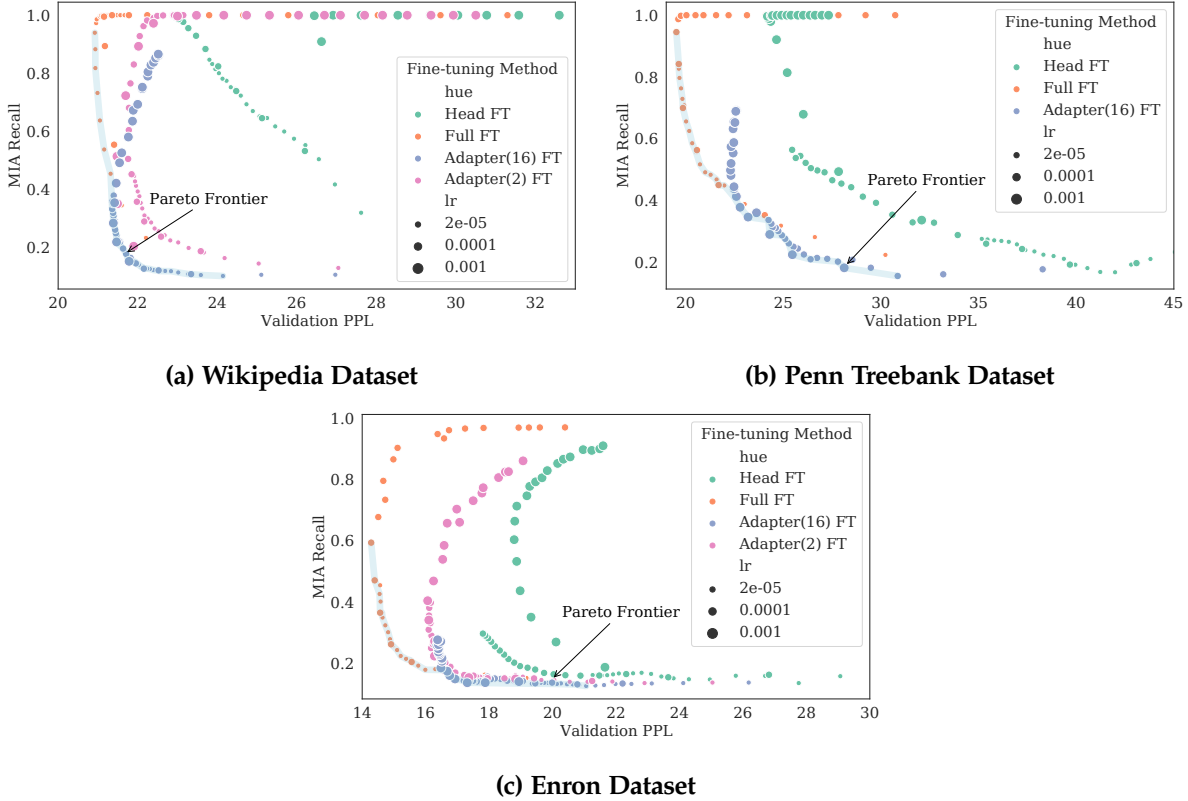 1.0
0.8
0.6
0.4
0.2
MIA Recall
20
22
24
26
28
30
32
Validation PPL
Pareto Frontier
Fine-tuning Method
hue
Head FT
Full FT
Adapter(16) FT
Adapter(2) FT
lr
2e-05
0.0001
0.001
(a) Wikipedia Dataset
1.0
0.8
0.6
0.4
0.2
MIA Recall
20
25
30
35
40
45
Validation PPL
Pareto Frontier
Fine-tuning Method
hue
Head FT
Full FT
Adapter(16) FT
lr
2e-05
0.0001
0.001
(b) Penn Treebank Dataset
1.0
0.8
0.6
0.4
0.2
0.0
MIA Recall
14
16
18
20
22
24
26
28
30
Validation PPL
Pareto Frontier
Fine-tuning Method
hue
Head FT
Full FT
Adapter(16) FT
Adapter(2) FT
lr
2e-05
0.0001
0.001
(c) Enron Dataset